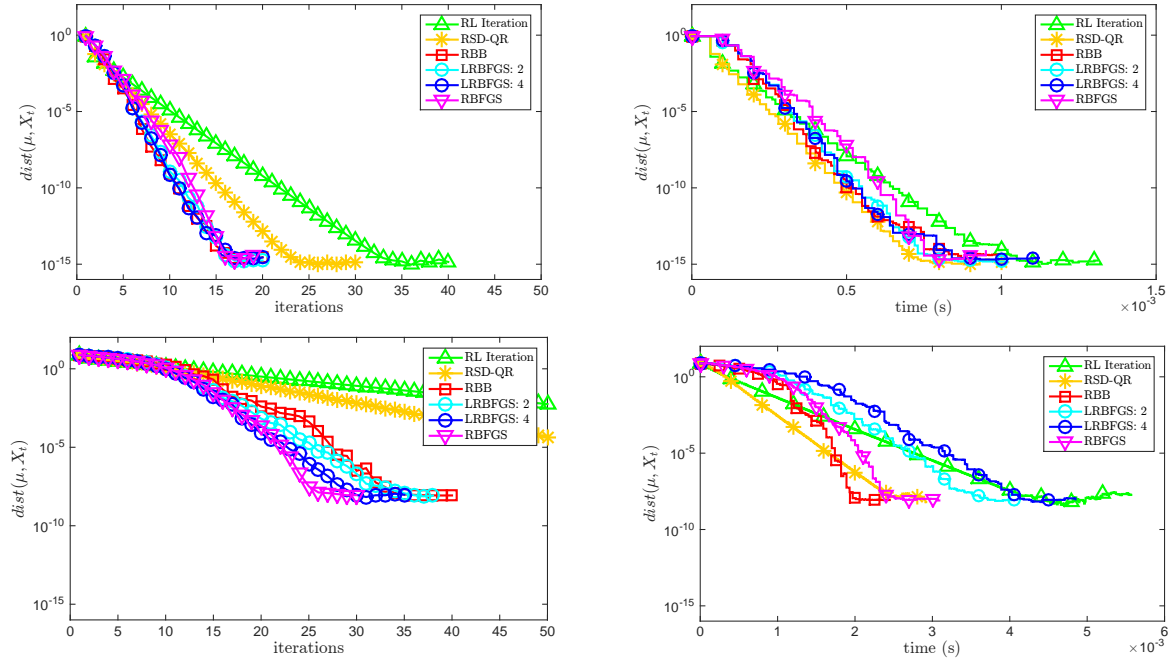 RL Iteration
RSD-QR
RBB
LRBFGS: 2
LRBFGS: 4
RBFGS
10^0
10^-5
10^-10
10^-15
dist(μ, X_t)
0 5 10 15 20 25 30 35 40 45 50
iterations
RL Iteration
RSD-QR
RBB
LRBFGS: 2
LRBFGS: 4
RBFGS
10^0
10^-5
10^-10
10^-15
dist(μ, X_t)
0 0.5 1 1.5
time (s)
×10^-3
RL Iteration
RSD-QR
RBB
LRBFGS: 2
LRBFGS: 4
RBFGS
10^0
10^-5
10^-10
10^-15
dist(μ, X_t)
0 5 10 15 20 25 30 35 40 45 50
iterations
RL Iteration
RSD-QR
RBB
LRBFGS: 2
LRBFGS: 4
RBFGS
10^0
10^-5
10^-10
10^-15
dist(μ, X_t)
0 1 2 3 4 5 6
time (s)
×10^-3